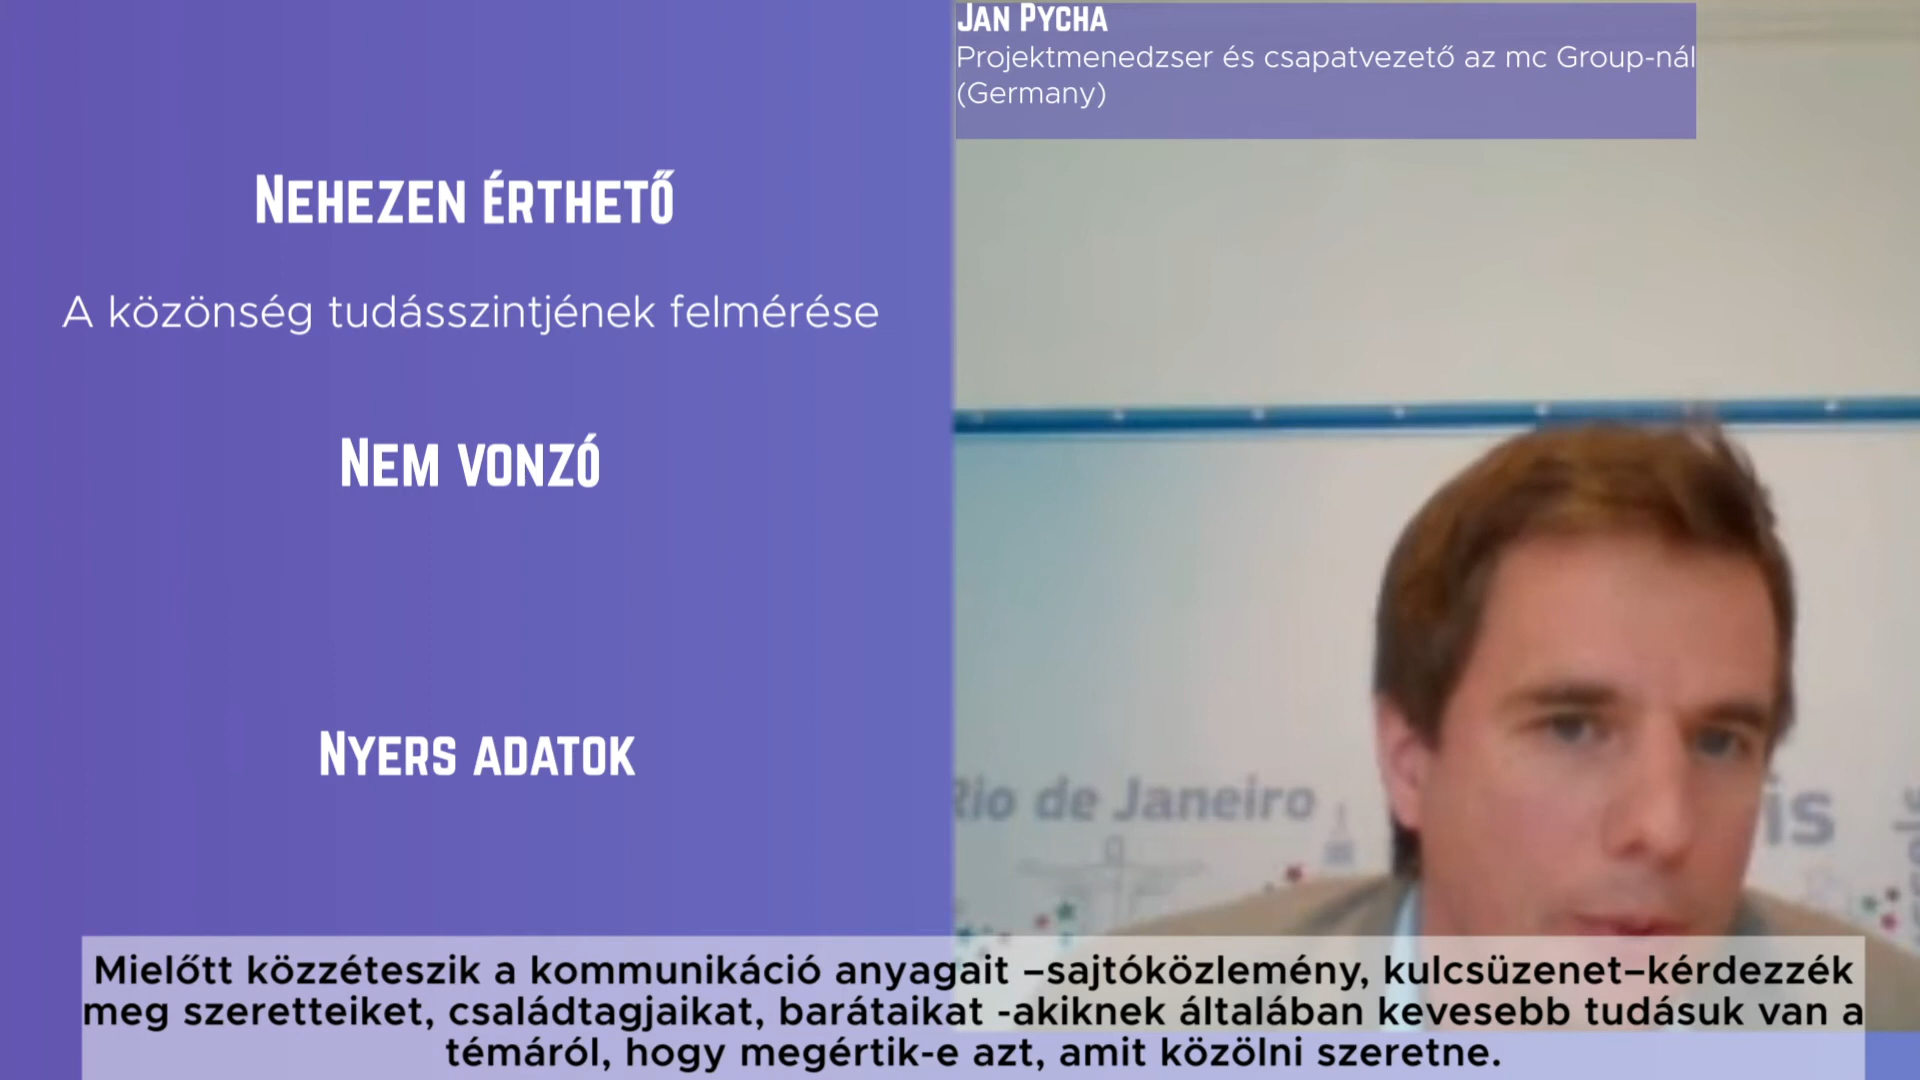 JAN PYCHA
Projektmenedzser és csapatvezető az mc Group-nál
(Germany)
NEHEZEN ÉRTHETŐ
A közönség tudásszintjének felmérése
NEM VONZÓ
NYERS ADATOK
Rio de Janeiro
is
Mielőtt közzéteszik a kommunikáció anyagait –sajtóközlemény, kulcsüzenet–kérdezzék
meg szeretteiket, családtagjaikat, barátaikat -akiknek általában kevesebb tudásuk van a
témáról, hogy megértik-e azt, amit közölni szeretne.